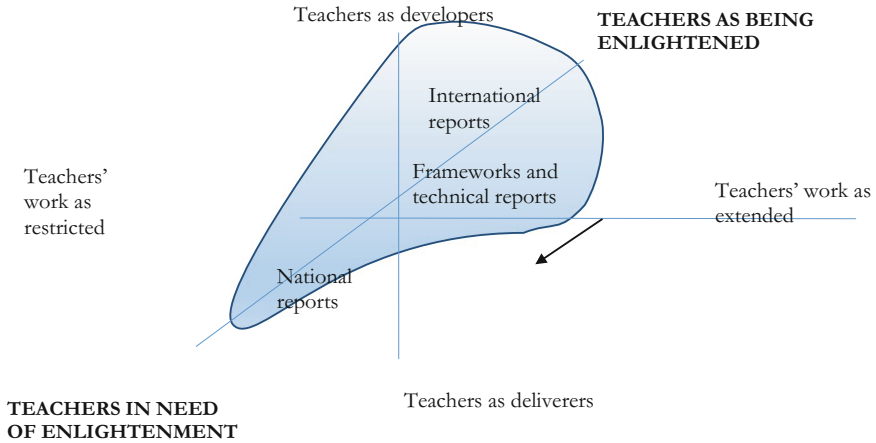 Teachers as developers
TEACHERS AS BEING
ENLIGHTENED
International
reports
Frameworks and
technical reports
Teachers’
work as
restricted
Teachers’ work as
extended
National
reports
Teachers as deliverers
TEACHERS IN NEED
OF ENLIGHTENMENT